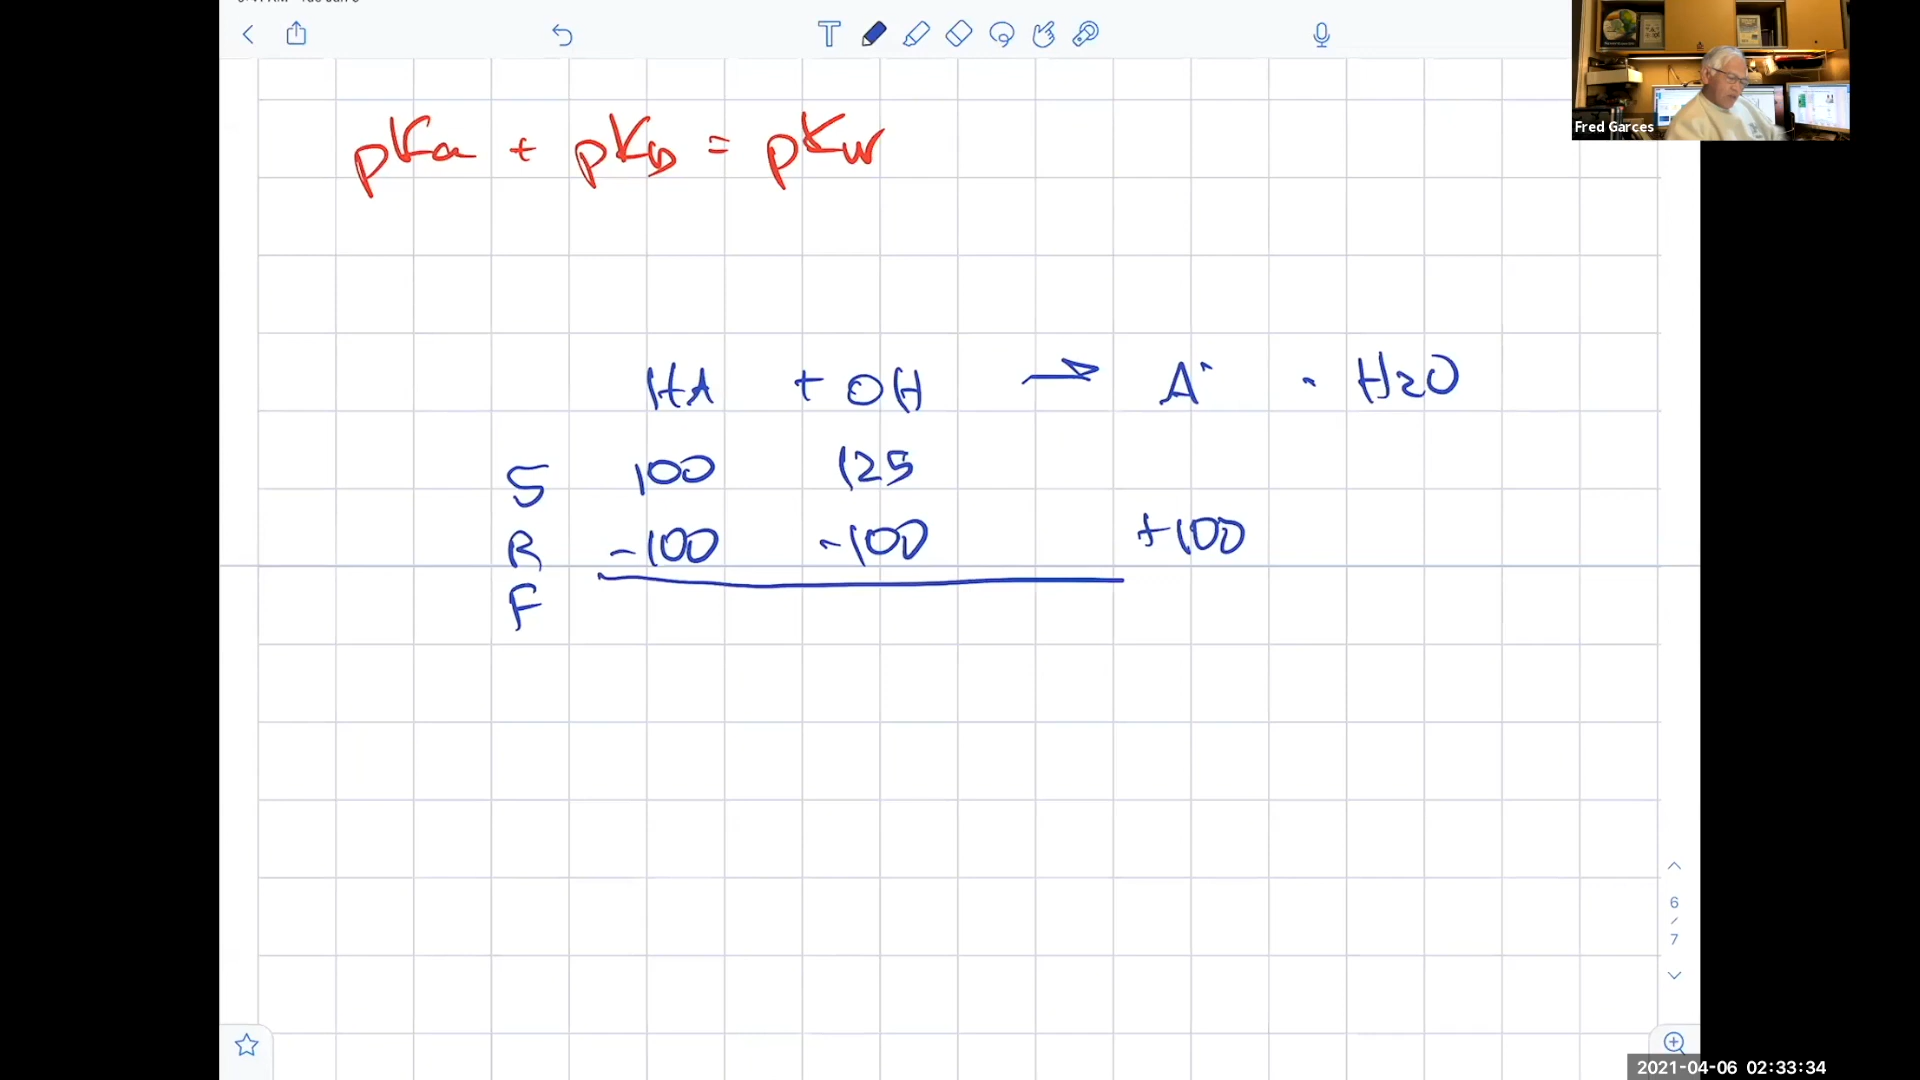 Fred Garces
pKa + pKb = pKw
HA + OH → A⁻ · H2O
S 100 125
R -100 -100 +100
F
6
/
7
2021-04-06 02:33:34